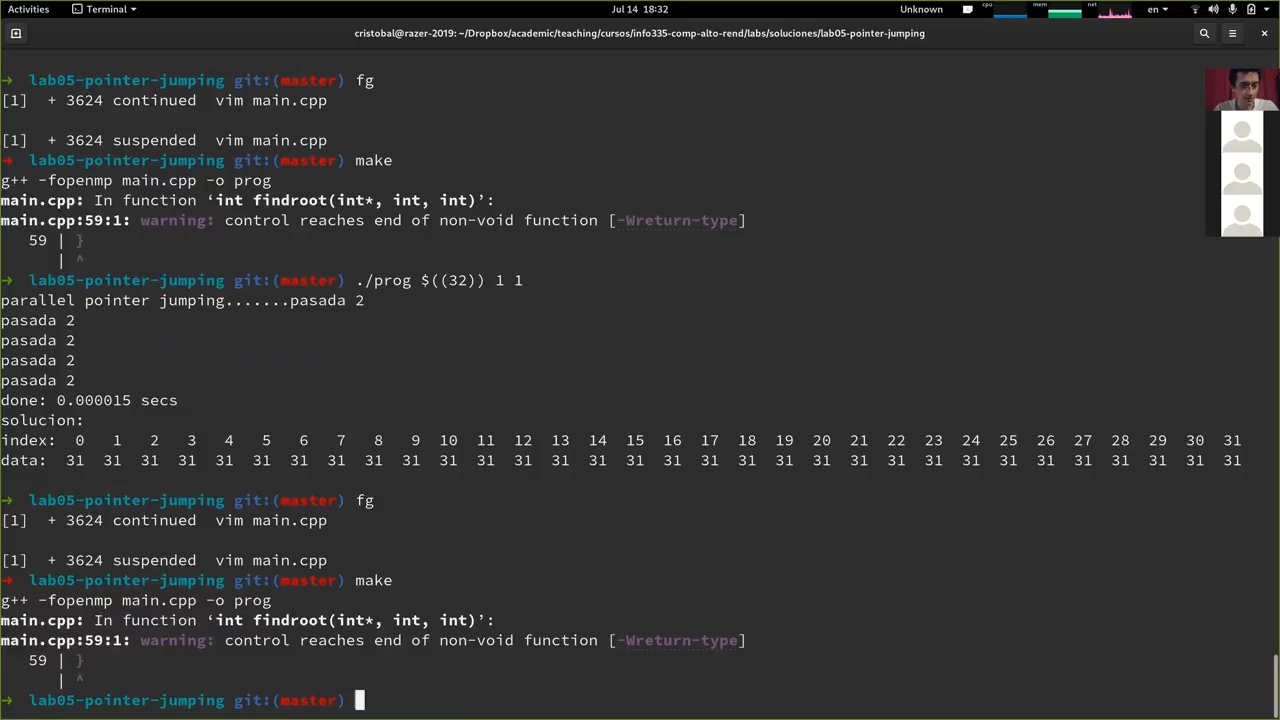 Activities Terminal Jul 14 18:32 Unknown cpu mem net en
cristobal@razer-2019: ~/Dropbox/academic/teaching/cursos/info335-comp-alto-rend/labs/soluciones/lab05-pointer-jumping
→ lab05-pointer-jumping git:(master) fg
[1] + 3624 continued vim main.cpp
[1] + 3624 suspended vim main.cpp
→ lab05-pointer-jumping git:(master) make
g++ -fopenmp main.cpp -o prog
main.cpp: In function ‘int findroot(int*, int, int)’:
main.cpp:59:1: warning: control reaches end of non-void function [-Wreturn-type]
59 | }
| ^
→ lab05-pointer-jumping git:(master) ./prog $((32)) 1 1
parallel pointer jumping.......pasada 2
pasada 2
pasada 2
pasada 2
pasada 2
done: 0.000015 secs
solucion:
index: 0 1 2 3 4 5 6 7 8 9 10 11 12 13 14 15 16 17 18 19 20 21 22 23 24 25 26 27 28 29 30 31
data: 31 31 31 31 31 31 31 31 31 31 31 31 31 31 31 31 31 31 31 31 31 31 31 31 31 31 31 31 31 31 31 31
→ lab05-pointer-jumping git:(master) fg
[1] + 3624 continued vim main.cpp
[1] + 3624 suspended vim main.cpp
→ lab05-pointer-jumping git:(master) make
g++ -fopenmp main.cpp -o prog
main.cpp: In function ‘int findroot(int*, int, int)’:
main.cpp:59:1: warning: control reaches end of non-void function [-Wreturn-type]
59 | }
| ^
→ lab05-pointer-jumping git:(master)